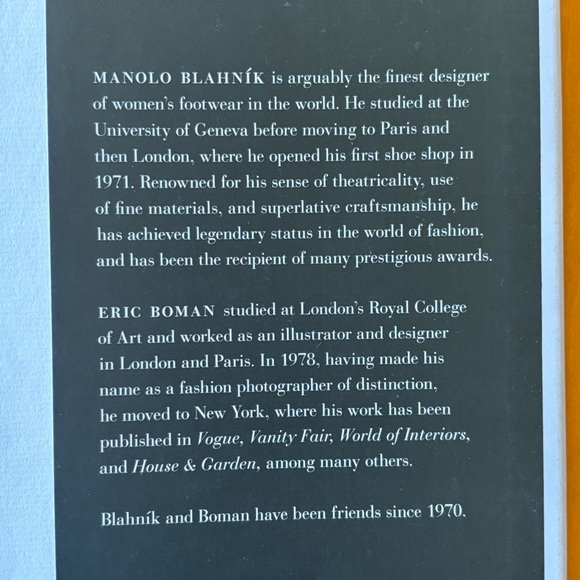 MANOLO BLAHNÍK is arguably the finest designer
of women's footwear in the world. He studied at the
University of Geneva before moving to Paris and
then London, where he opened his first shoe shop in
1971. Renowned for his sense of theatricality, use
of fine materials, and superlative craftsmanship, he
has achieved legendary status in the world of fashion,
and has been the recipient of many prestigious awards.
ERIC BOMAN studied at London's Royal College
of Art and worked as an illustrator and designer
in London and Paris. In 1978, having made his
name as a fashion photographer of distinction,
he moved to New York, where his work has been
published in Vogue, Vanity Fair, World of Interiors,
and House & Garden, among many others.
Blahník and Boman have been friends since 1970.